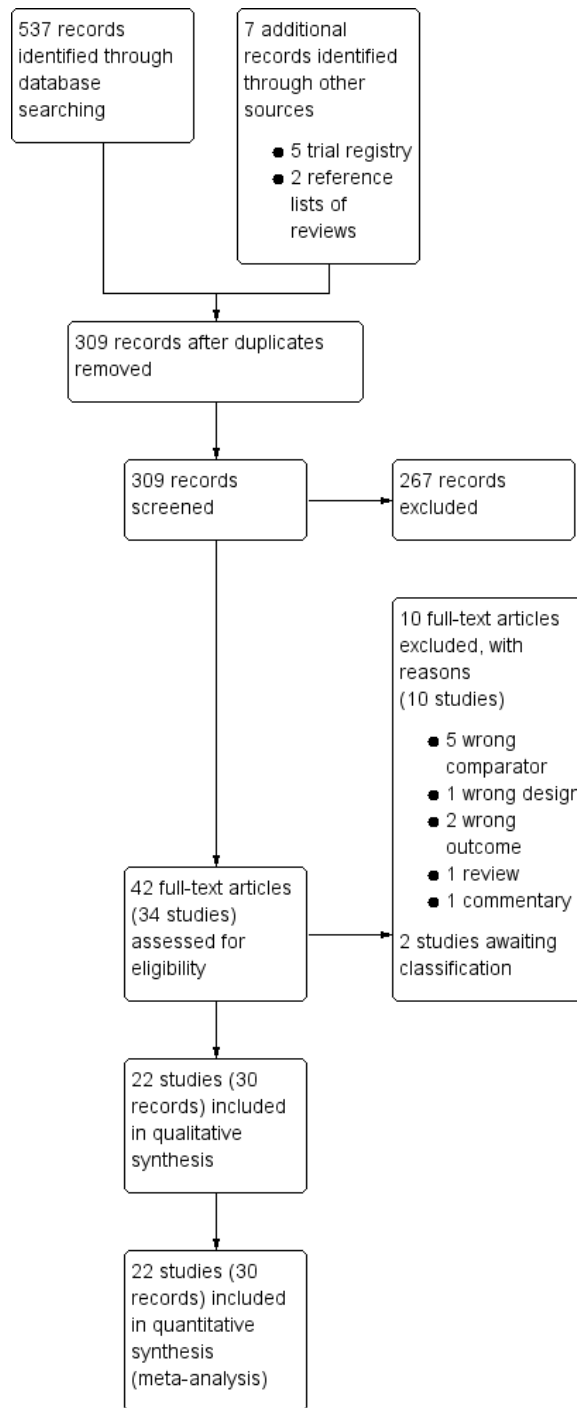 537 records
identified through
database
searching
7 additional
records identified
through other
sources
● 5 trial registry
● 2 reference
lists of
reviews
309 records after duplicates
removed
309 records
screened
267 records
excluded
10 full-text articles
excluded, with
reasons
(10 studies)
● 5 wrong
comparator
● 1 wrong design
● 2 wrong
outcome
● 1 review
● 1 commentary
2 studies awaiting
classification
42 full-text articles
(34 studies)
assessed for
eligibility
22 studies (30
records) included
in qualitative
synthesis
22 studies (30
records) included
in quantitative
synthesis
(meta-analysis)